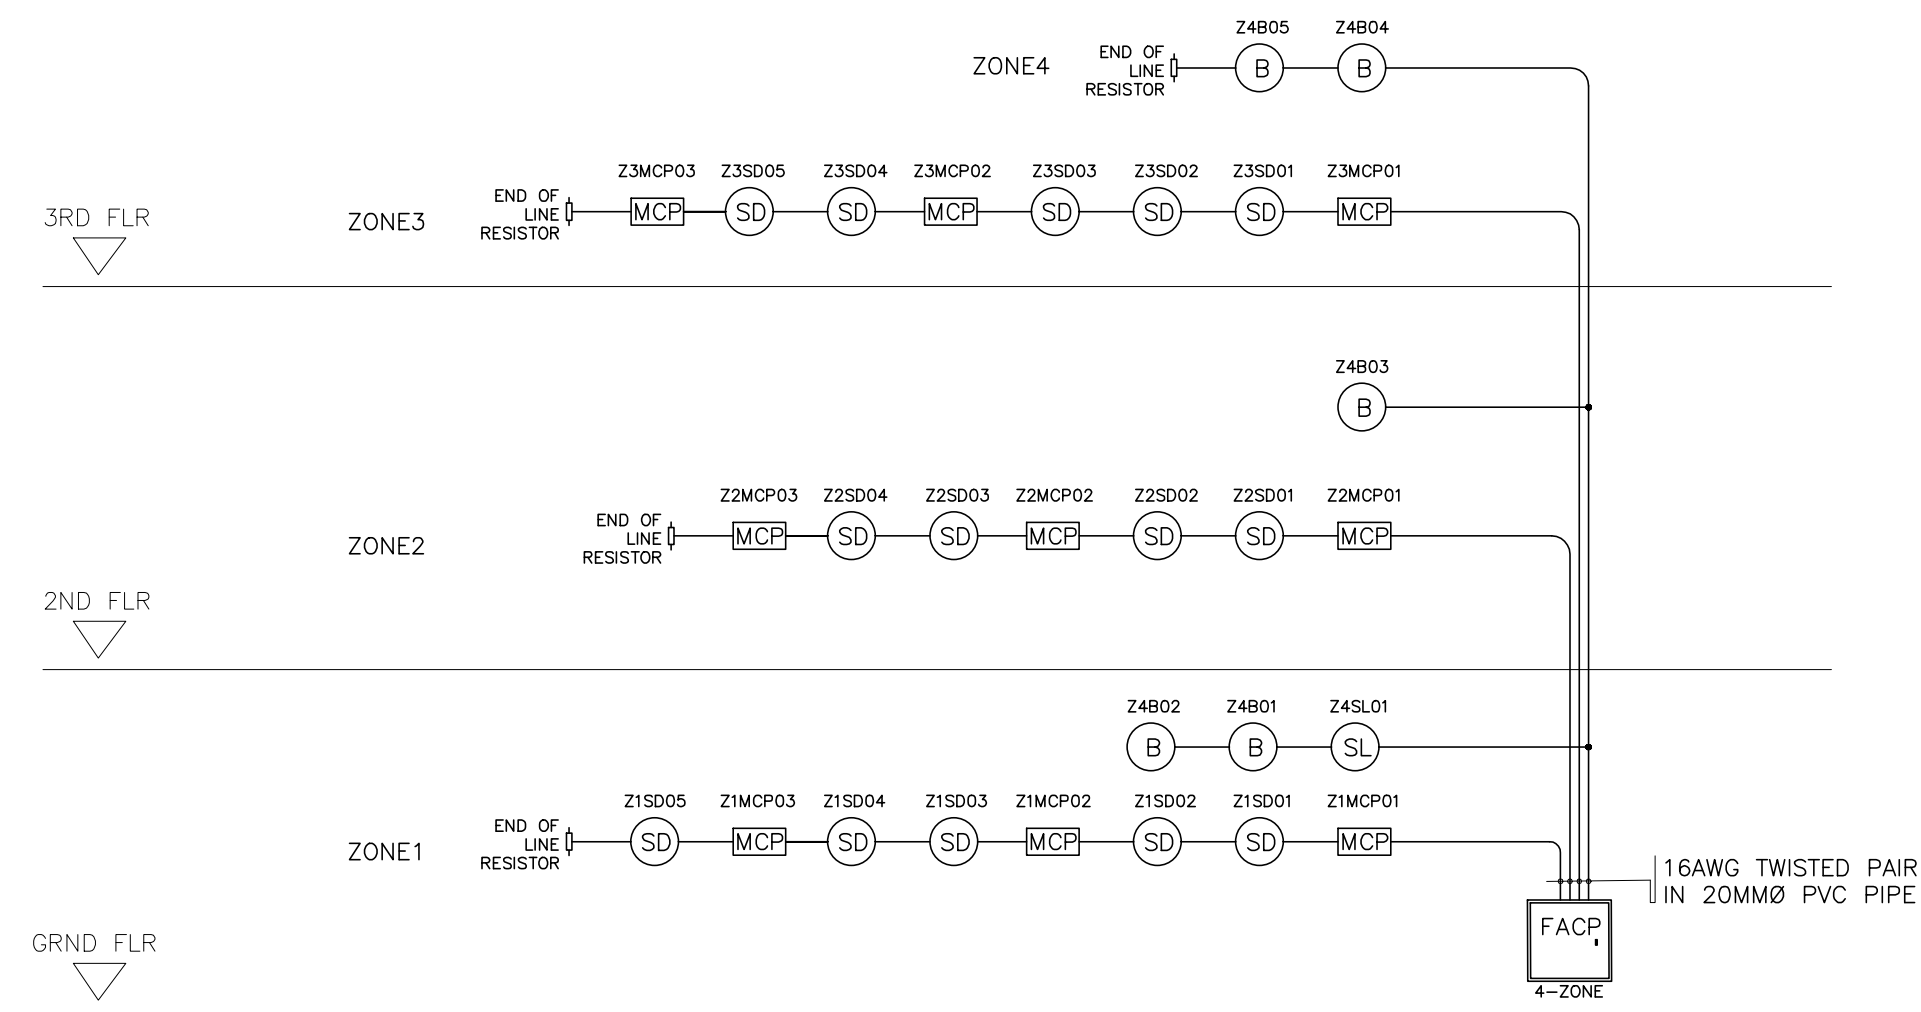 Z4B05 Z4B04
ZONE4
END OF
LINE
RESISTOR
B B
Z3MCP03 Z3SD05 Z3SD04 Z3MCP02 Z3SD03 Z3SD02 Z3SD01 Z3MCP01
3RD FLR
ZONE3
END OF
LINE
RESISTOR
MCP SD SD MCP SD SD SD MCP
Z4B03
B
Z2MCP03 Z2SD04 Z2SD03 Z2MCP02 Z2SD02 Z2SD01 Z2MCP01
ZONE2
END OF
LINE
RESISTOR
MCP SD SD MCP SD SD MCP
2ND FLR
Z4B02 Z4B01 Z4SL01
B B SL
Z1SD05 Z1MCP03 Z1SD04 Z1SD03 Z1MCP02 Z1SD02 Z1SD01 Z1MCP01
ZONE1
END OF
LINE
RESISTOR
SD MCP SD SD MCP SD SD MCP
16AWG TWISTED PAIR
IN 20MMØ PVC PIPE
GRND FLR
FACP
4-ZONE